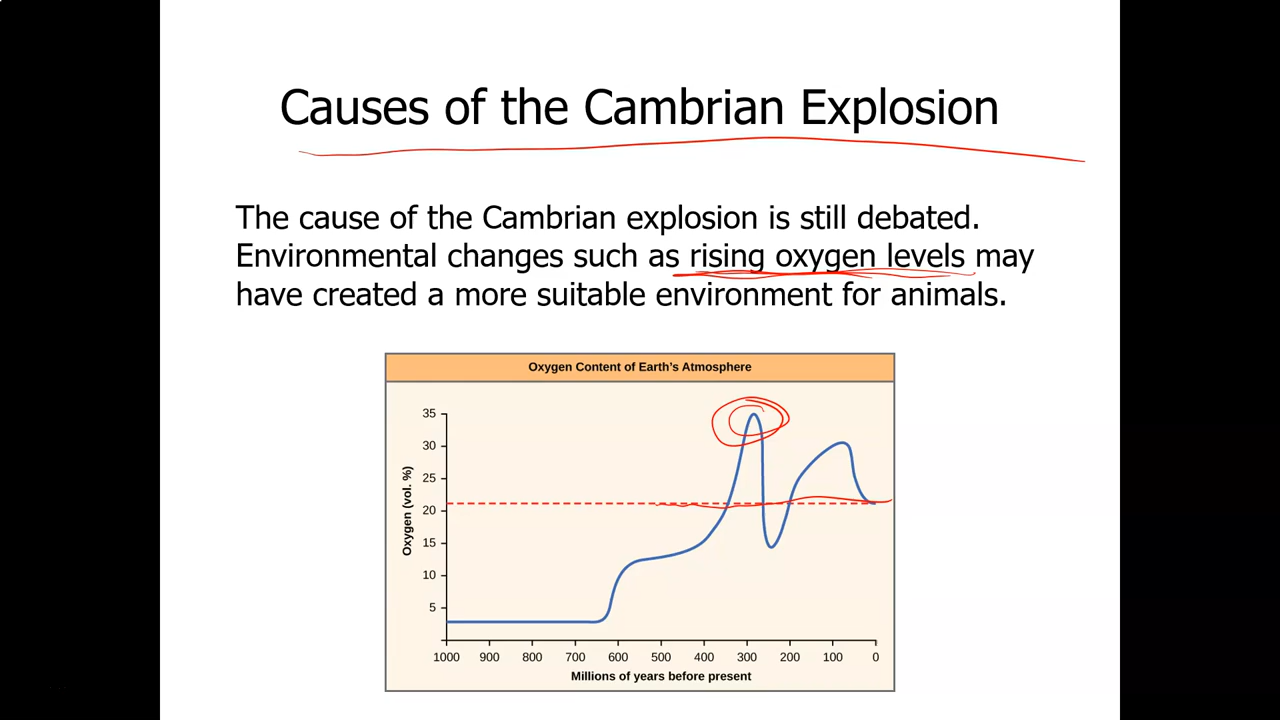 Causes of the Cambrian Explosion
The cause of the Cambrian explosion is still debated.
Environmental changes such as rising oxygen levels may
have created a more suitable environment for animals.
Oxygen Content of Earth's Atmosphere
Oxygen (vol. %)
35
30
25
20
15
10
5
1000 900 800 700 600 500 400 300 200 100 0
Millions of years before present